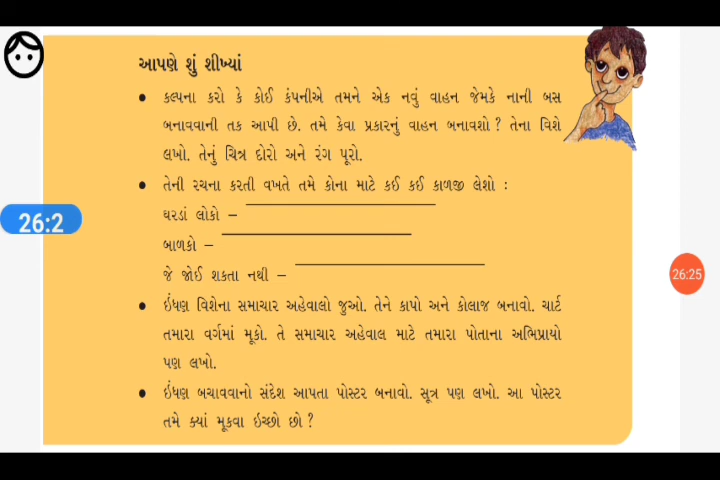 આપણે શું શીખ્યાં
• કલ્પના કરો કે કોઈ કંપનીએ તમને એક નવું વાહન જેમકે નાની બસ
બનાવવાની તક આપી છે. તમે કેવા પ્રકારનું વાહન બનાવશો ? તેના વિશે
લખો. તેનું ચિત્ર દોરો અને રંગ પૂરો.
• તેની રચના કરતી વખતે તમે કોના માટે કઈ કઈ કાળજી લેશો :
ઘરડાં લોકો –
26:2
બાળકો –
જે જોઈ શકતા નથી –
26:25
• ઇંધણ વિશેના સમાચાર અહેવાલો જુઓ. તેને કાપો અને કોલાજ બનાવો. ચાર્ટ
તમારા વર્ગમાં મૂકો. તે સમાચાર અહેવાલ માટે તમારા પોતાના અભિપ્રાયો
પણ લખો.
• ઇંધણ બચાવવાનો સંદેશ આપતા પોસ્ટર બનાવો. સૂત્ર પણ લખો. આ પોસ્ટર
તમે ક્યાં મૂકવા ઇચ્છો છો ?